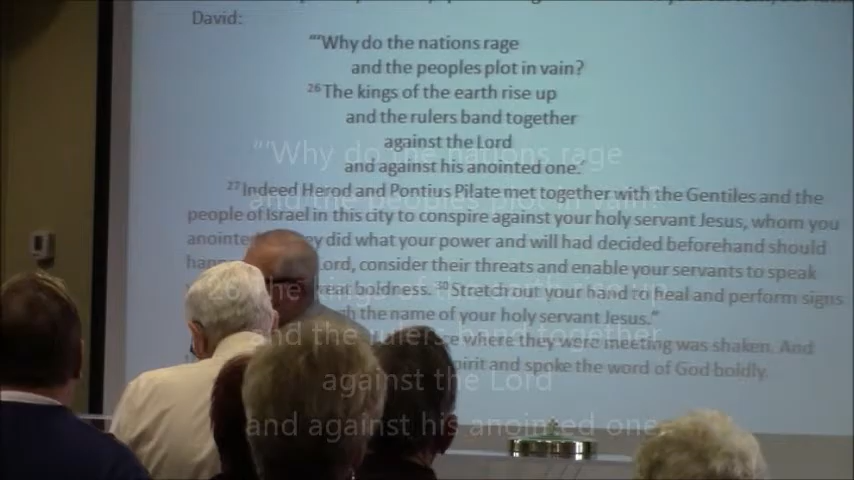 David:
"'Why do the nations rage
and the peoples plot in vain?
26 The kings of the earth rise up
and the rulers band together
against the Lord
and against his anointed one.'
27 Indeed Herod and Pontius Pilate met together with the Gentiles and the
people of Israel in this city to conspire against your holy servant Jesus, whom you
did what your power and will had decided beforehand should
consider their threats and enable your servants to speak
boldness. 30 Stretch out your hand to heal and perform signs
the name of your holy servant Jesus."
where they were meeting was shaken. And
and spoke the word of God boldly.
"'Why do the nations rage
and the peoples plot in vain?
26 The kings of the earth rise up
and the rulers band together
against the Lord
and against his anointed one.